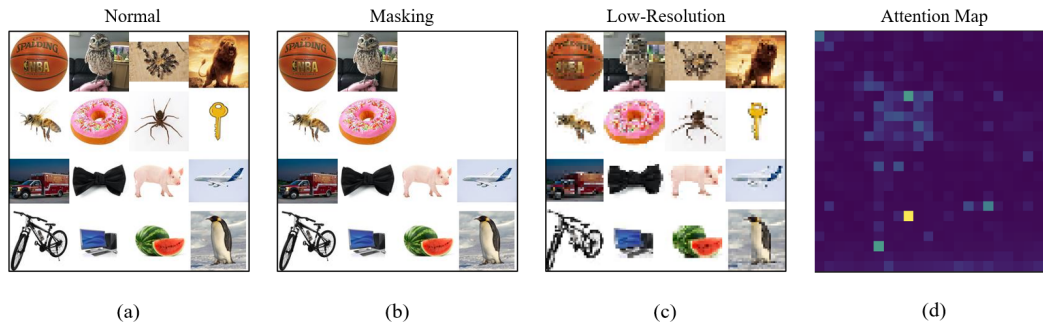 Normal
Masking
Low-Resolution
Attention Map
SPALDING
NBA
SPALDING
NBA
(a)
(b)
(c)
(d)